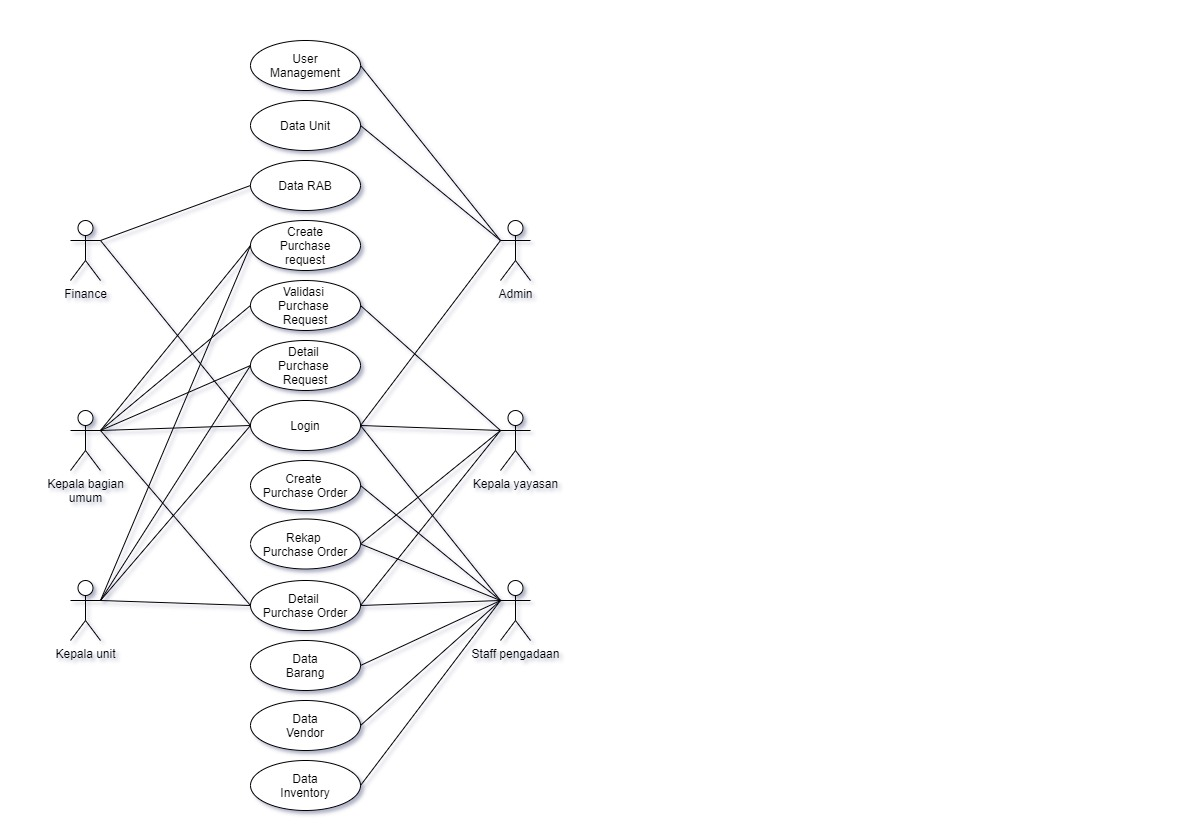 User
Management
Data Unit
Data RAB
Create
Purchase
request
Finance
Admin
Validasi
Purchase
Request
Detail
Purchase
Request
Login
Kepala bagian
umum
Kepala yayasan
Create
Purchase Order
Rekap
Purchase Order
Detail
Purchase Order
Kepala unit
Staff pengadaan
Data
Barang
Data
Vendor
Data
Inventory